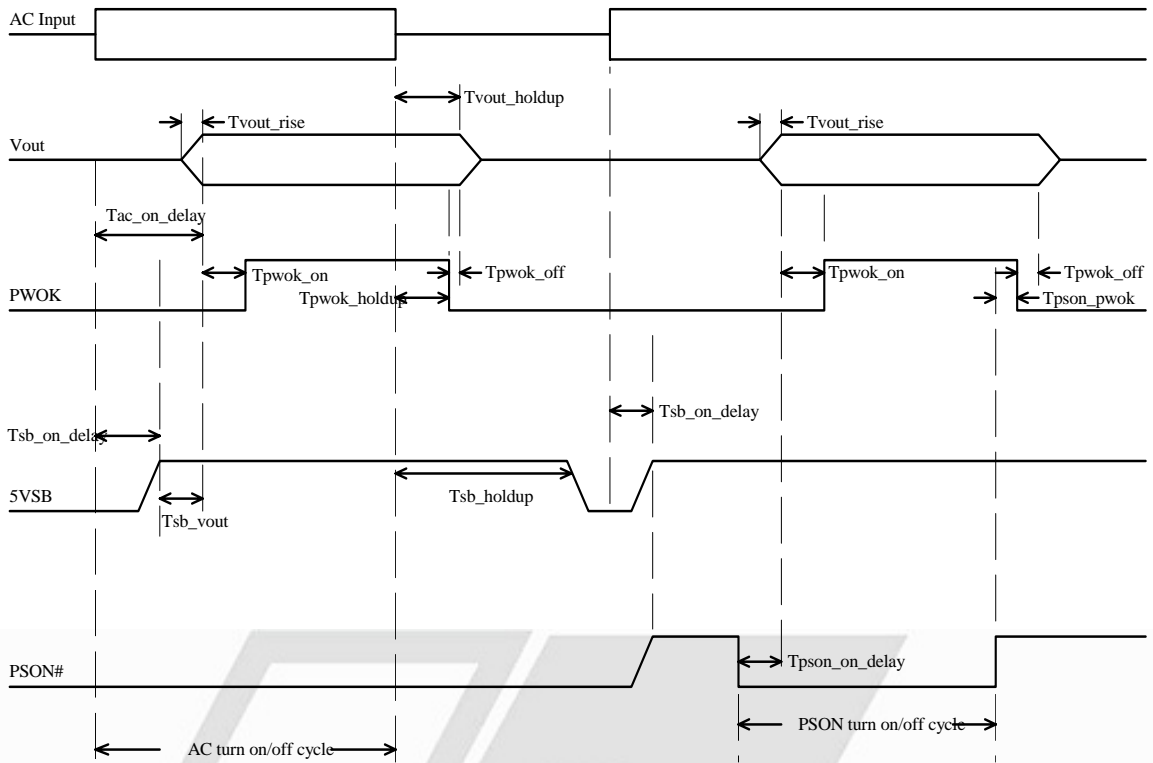 AC Input
Tvout_holdup
Tvout_rise
Tvout_rise
Vout
Tac_on_delay
Tpwok_on
Tpwok_off
Tpwok_on
Tpwok_off
PWOK
Tpwok_holdup
Tpson_pwok
Tsb_on_delay
Tsb_on_delay
5VSB
Tsb_holdup
Tsb_vout
PSON#
Tpson_on_delay
PSON turn on/off cycle
AC turn on/off cycle